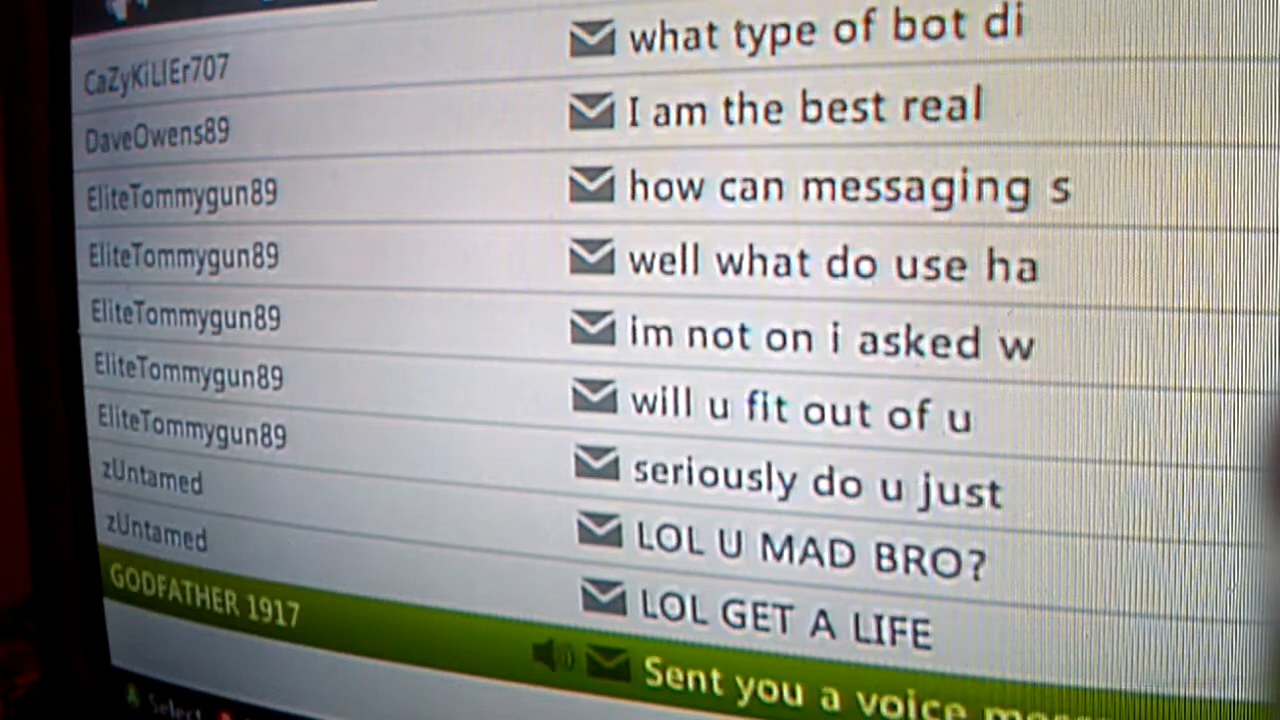 CaZyKiLlEr707 what type of bot di
DaveOwens89 I am the best real
EliteTommygun89 how can messaging s
EliteTommygun89 well what do use ha
EliteTommygun89 im not on i asked w
EliteTommygun89 will u fit out of u
EliteTommygun89 seriously do u just
zUntamed LOL U MAD BRO?
zUntamed LOL GET A LIFE
GODFATHER 1917 Sent you a voice
Select